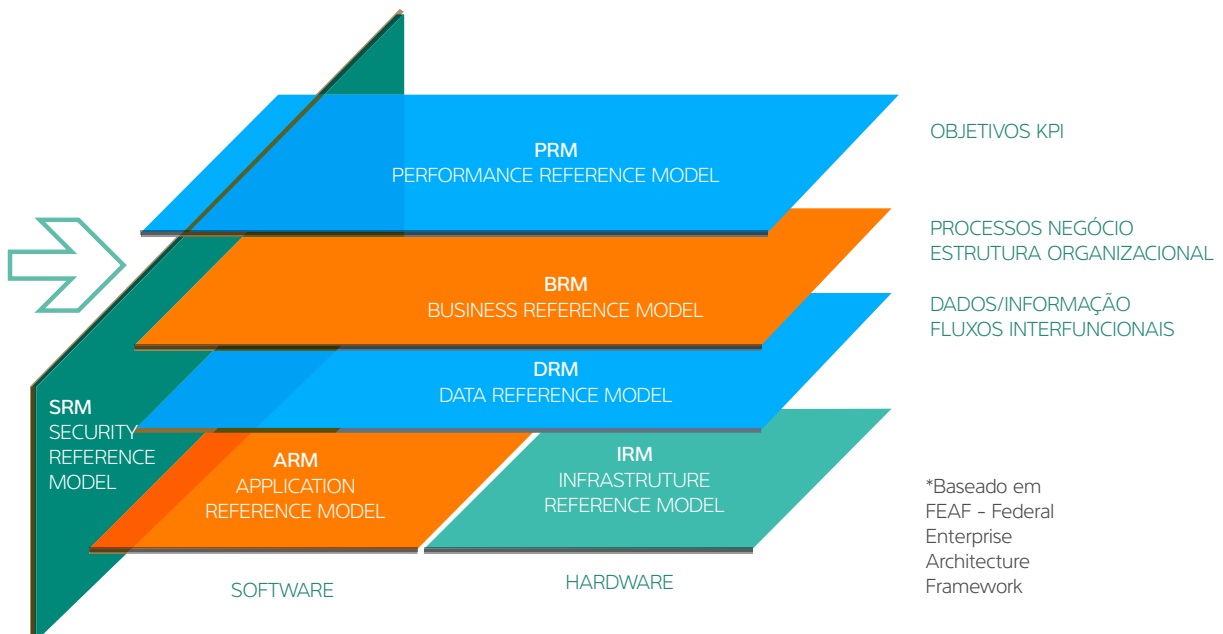 OBJETIVOS KPI
PRM
PERFORMANCE REFERENCE MODEL
PROCESSOS NEGÓCIO
ESTRUTURA ORGANIZACIONAL
BRM
BUSINESS REFERENCE MODEL
DADOS/INFORMAÇÃO
FLUXOS INTERFUNCIONAIS
DRM
DATA REFERENCE MODEL
SRM
SECURITY
REFERENCE
MODEL
ARM
APPLICATION
REFERENCE MODEL
IRM
INFRASTRUTURE
REFERENCE MODEL
SOFTWARE
HARDWARE
*Baseado em
FEAF - Federal
Enterprise
Architecture
Framework